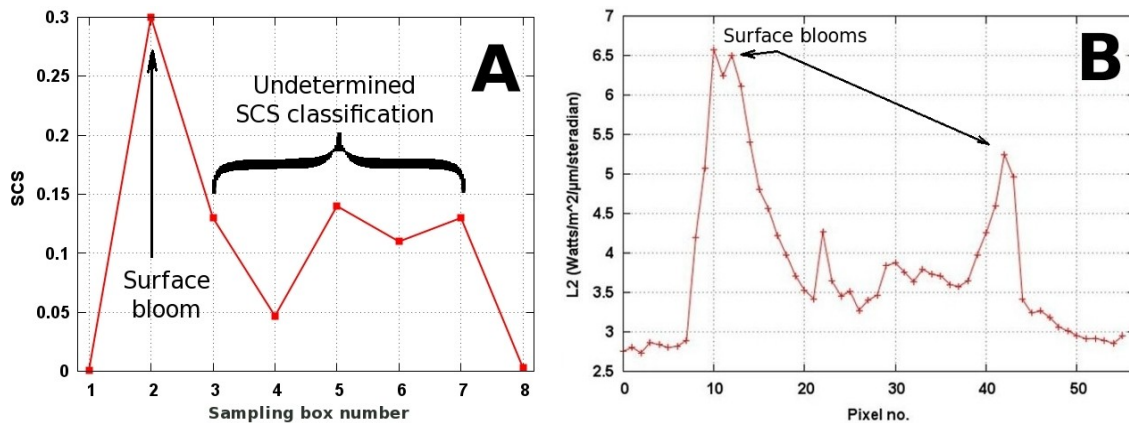 0.3
0.25
0.2
0.15
0.1
0.05
0
1 2 3 4 5 6 7 8
scs
Sampling box number
A
Undetermined
SCS classification
Surface
bloom
7
6.5
6
5.5
5
4.5
4
3.5
3
2.5
0 10 20 30 40 50
L2 (Watts/m^2/µm/steradian)
Pixel no.
Surface blooms
B